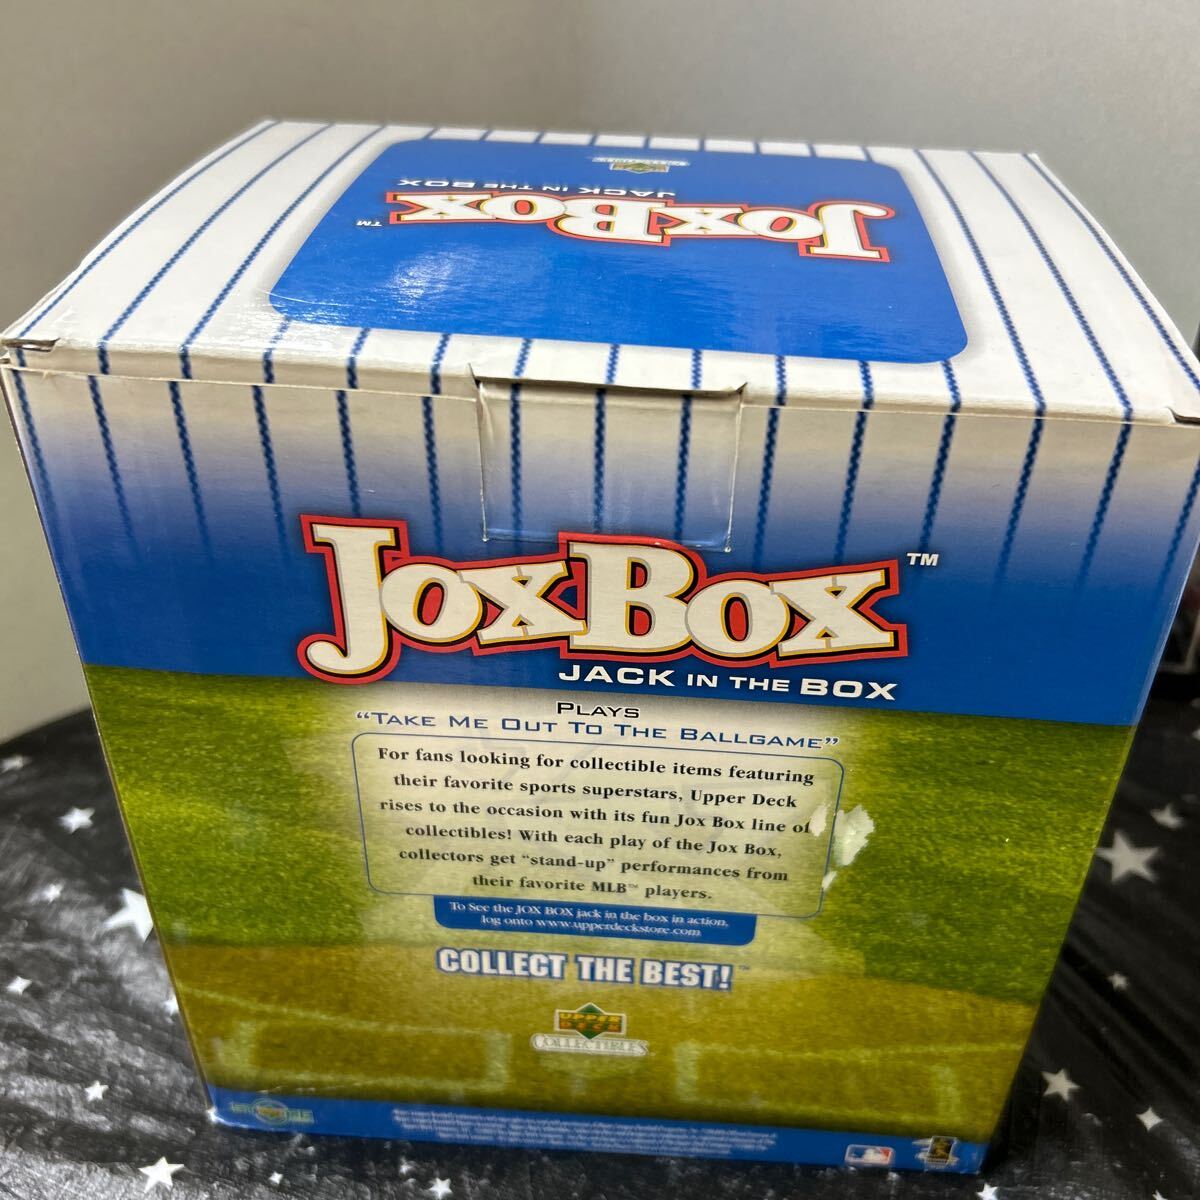 JOXBOX™
JACK IN THE BOX
JOXBOX™
JACK IN THE BOX
PLAYS
“TAKE ME OUT TO THE BALLGAME”
For fans looking for collectible items featuring
their favorite sports superstars, Upper Deck
rises to the occasion with its fun Jox Box line of
collectibles! With each play of the Jox Box,
collectors get “stand-up” performances from
their favorite MLB™ players.
To See the JOX BOX jack in the box in action,
log onto www.upperdeckstore.com
COLLECT THE BEST!™
UPPER
DECK
COLLECTIBLES